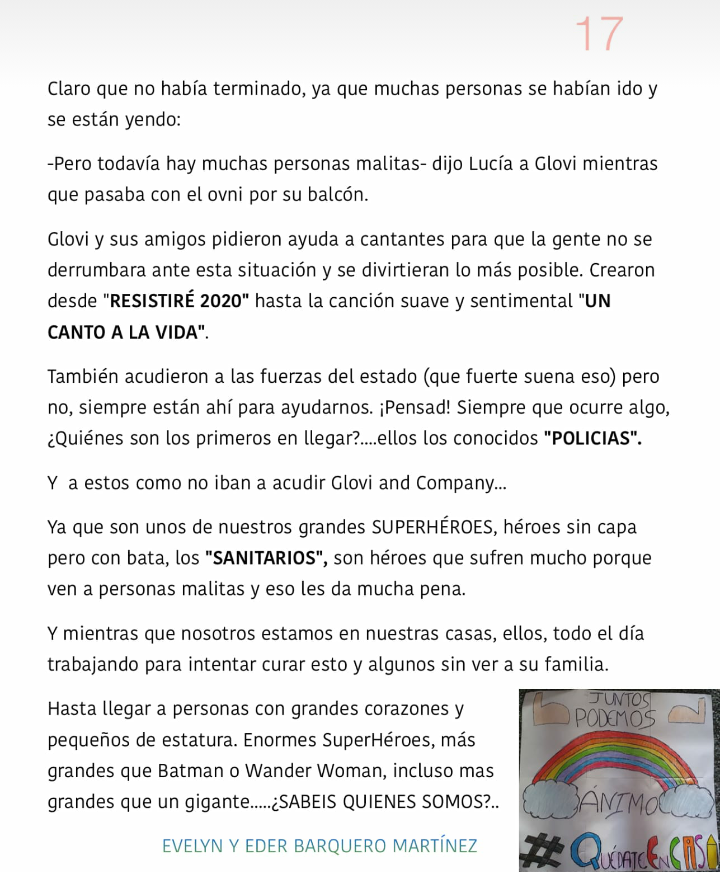 17
Claro que no había terminado, ya que muchas personas se habían ido y
se están yendo:
-Pero todavía hay muchas personas malitas- dijo Lucía a Glovi mientras
que pasaba con el ovni por su balcón.
Glovi y sus amigos pidieron ayuda a cantantes para que la gente no se
derrumbara ante esta situación y se divirtieran lo más posible. Crearon
desde "RESISTIRÉ 2020" hasta la canción suave y sentimental "UN
CANTO A LA VIDA".
También acudieron a las fuerzas del estado (que fuerte suena eso) pero
no, siempre están ahí para ayudarnos. ¡Pensad! Siempre que ocurre algo,
¿Quiénes son los primeros en llegar?....ellos los conocidos "POLICIAS".
Y  a estos como no iban a acudir Glovi and Company...
Ya que son unos de nuestros grandes SUPERHÉROES, héroes sin capa
pero con bata, los "SANITARIOS", son héroes que sufren mucho porque
ven a personas malitas y eso les da mucha pena.
Y mientras que nosotros estamos en nuestras casas, ellos, todo el día
trabajando para intentar curar esto y algunos sin ver a su familia.
Hasta llegar a personas con grandes corazones y
pequeños de estatura. Enormes SuperHéroes, más
grandes que Batman o Wander Woman, incluso mas
grandes que un gigante.....¿SABEIS QUIENES SOMOS?..
EVELYN Y EDER BARQUERO MARTÍNEZ
JUNTOS
PODEMOS
ÁNIMO
#QUÉDATE EN CASA